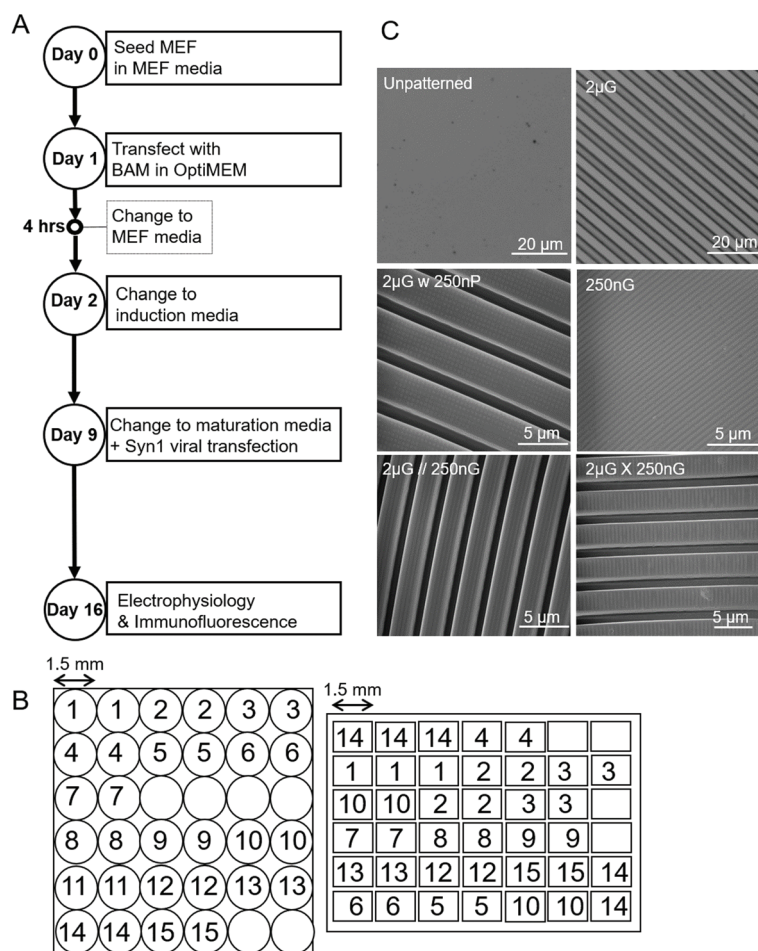 A
Day 0
Seed MEF
in MEF media
Day 1
Transfect with
BAM in OptiMEM
4 hrs
Change to
MEF media
Day 2
Change to
induction media
Day 9
Change to maturation media
+ Syn1 viral transfection
Day 16
Electrophysiology
& Immunofluorescence
C
Unpatterned
20 µm
2µG
20 µm
2µG w 250nP
5 µm
250nG
5 µm
2µG // 250nG
5 µm
2µG X 250nG
5 µm
B
1.5 mm
1 1 2 2 3 3
4 4 5 5 6 6
7 7
8 8 9 9 10 10
11 11 12 12 13 13
14 14 15 15
1.5 mm
14 14 14 4 4
1 1 1 2 2 3 3
10 10 2 2 3 3
7 7 8 8 9 9
13 13 12 12 15 15 14
6 6 5 5 10 10 14